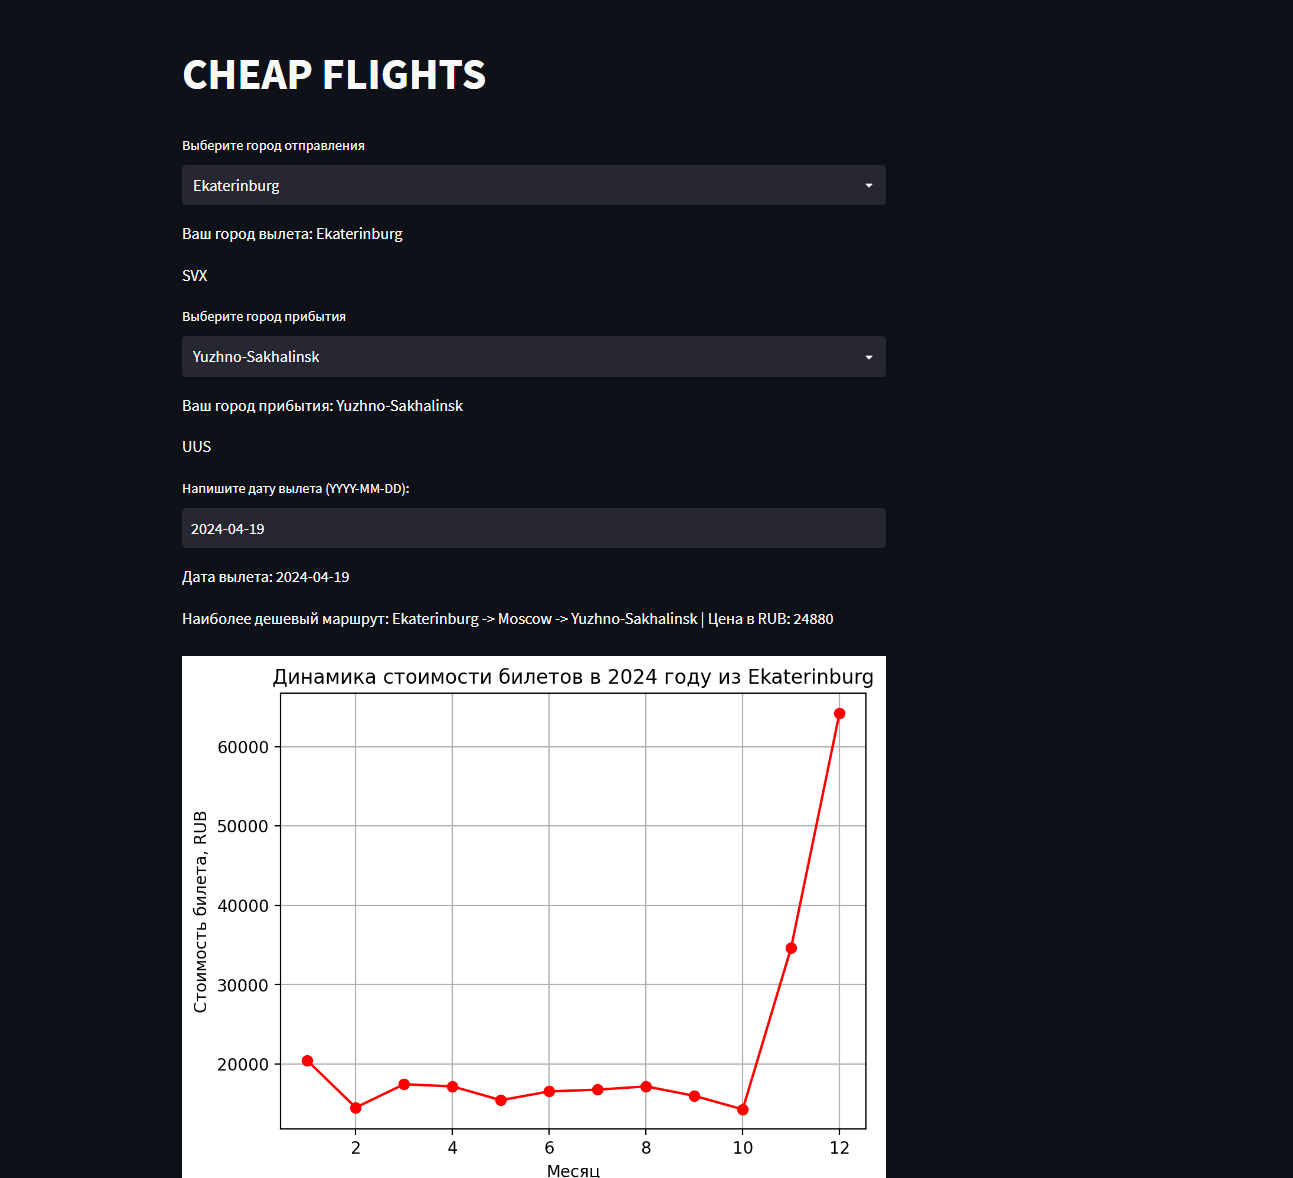 CHEAP FLIGHTS
Выберите город отправления
Ekaterinburg
Ваш город вылета: Ekaterinburg
SVX
Выберите город прибытия
Yuzhno-Sakhalinsk
Ваш город прибытия: Yuzhno-Sakhalinsk
UUS
Напишите дату вылета (YYYY-MM-DD):
2024-04-19
Дата вылета: 2024-04-19
Наиболее дешевый маршрут: Ekaterinburg -> Moscow -> Yuzhno-Sakhalinsk | Цена в RUB: 24880
Динамика стоимости билетов в 2024 году из Ekaterinburg
Стоимость билета, RUB
60000
50000
40000
30000
20000
2 4 6 8 10 12
Месяц